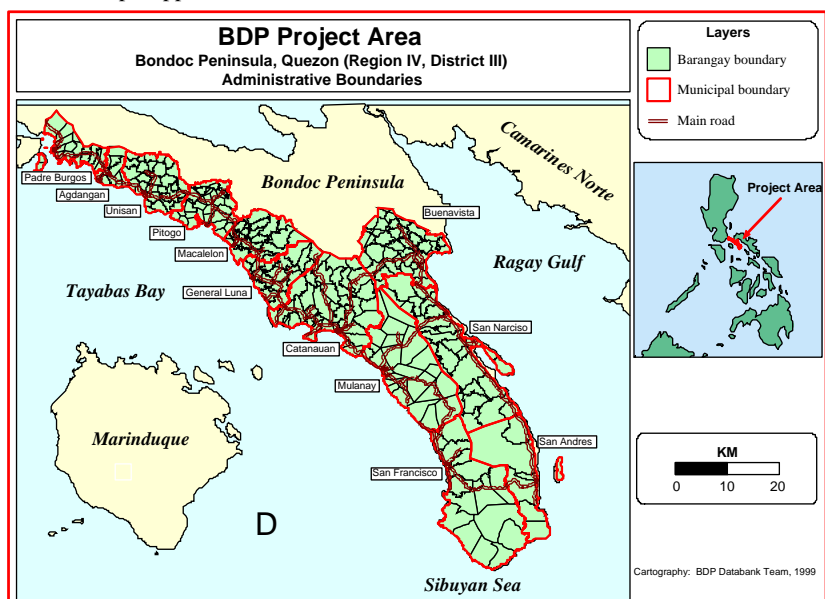 BDP Project Area
Bondoc Peninsula, Quezon (Region IV, District III)
Administrative Boundaries
Layers
Barangay boundary
Municipal boundary
Main road
Camarines Norte
Padre Burgos
Agdangan
Unisan
Pitogo
Macalelon
General Luna
Catanauan
Mulanay
San Francisco
Bondoc Peninsula
Buenavista
Ragay Gulf
Tayabas Bay
San Narciso
San Andres
Marinduque
D
Sibuyan Sea
Project Area
KM
0 10 20
Cartography: BDP Databank Team, 1999